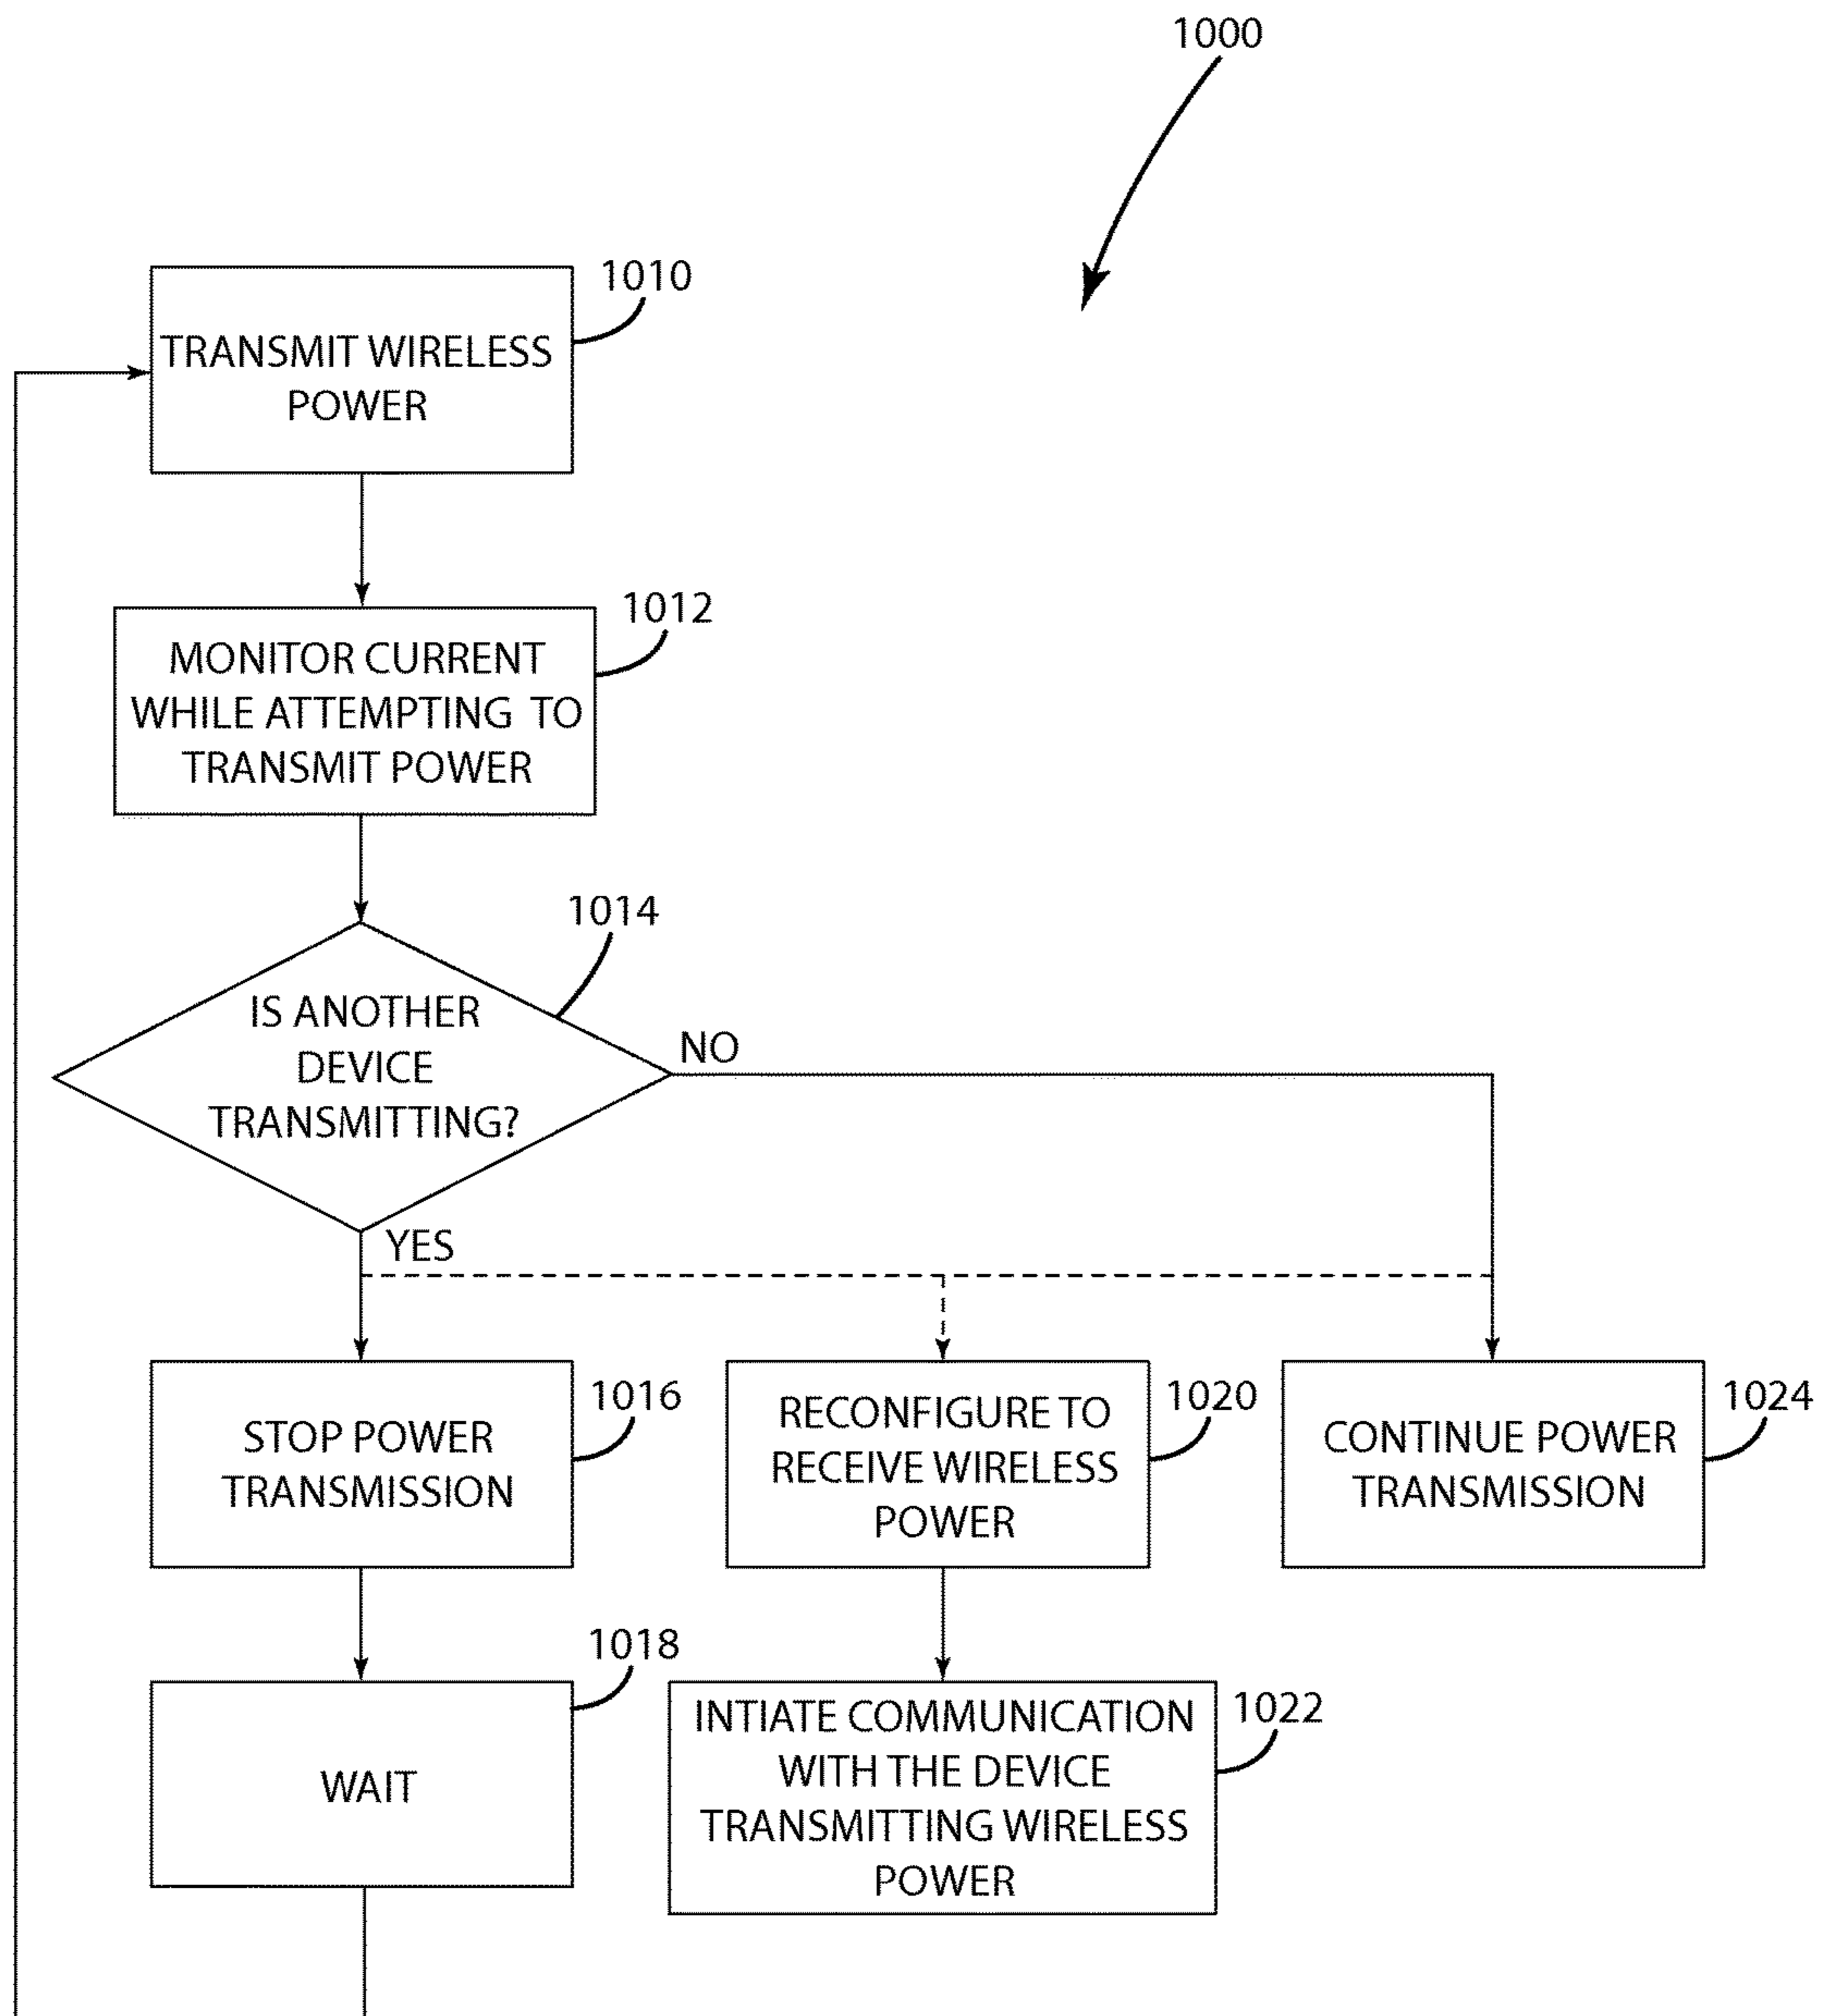 1000
1010
TRANSMIT WIRELESS
POWER
1012
MONITOR CURRENT
WHILE ATTEMPTING TO
TRANSMIT POWER
1014
IS ANOTHER
DEVICE
TRANSMITTING?
NO
YES
1016
STOP POWER
TRANSMISSION
1020
RECONFIGURE TO
RECEIVE WIRELESS
POWER
1024
CONTINUE POWER
TRANSMISSION
1018
WAIT
1022
INTIATE COMMUNICATION
WITH THE DEVICE
TRANSMITTING WIRELESS
POWER